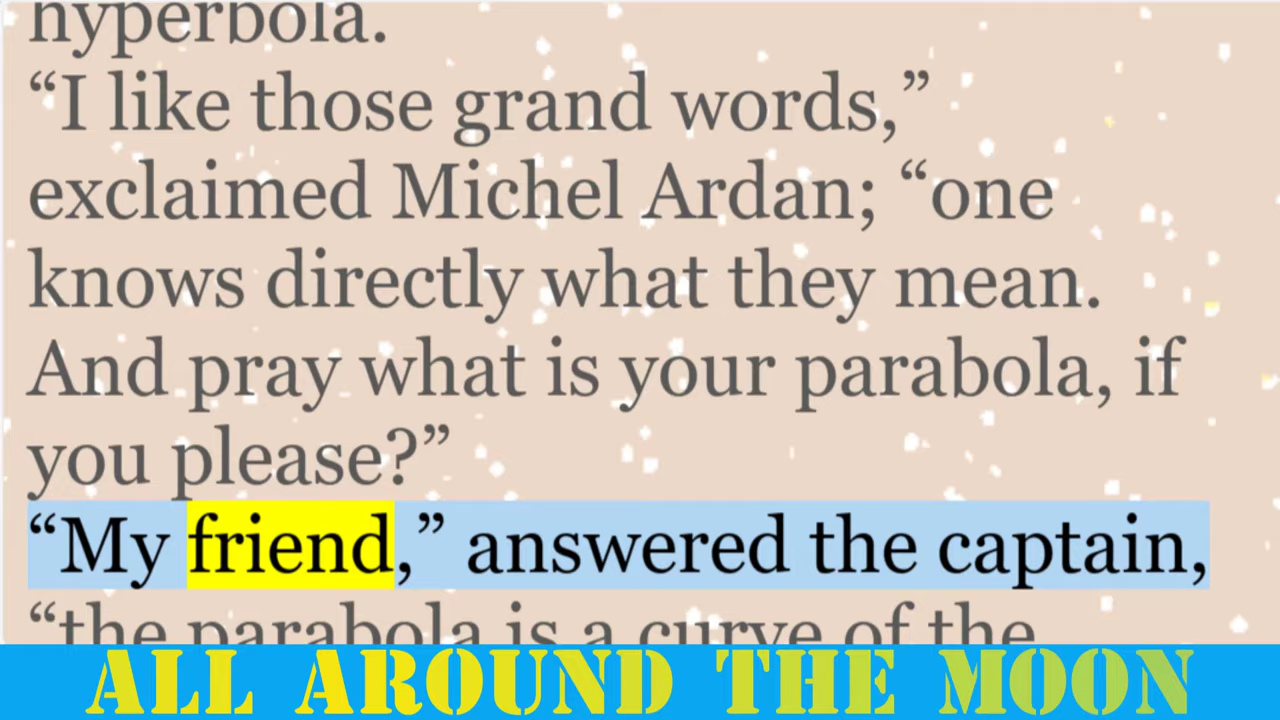 hyperbola.
“I like those grand words,”
exclaimed Michel Ardan; “one
knows directly what they mean.
And pray what is your parabola, if
you please?”
“My friend,” answered the captain,
“the parabola is a curve of the
ALL AROUND THE MOON